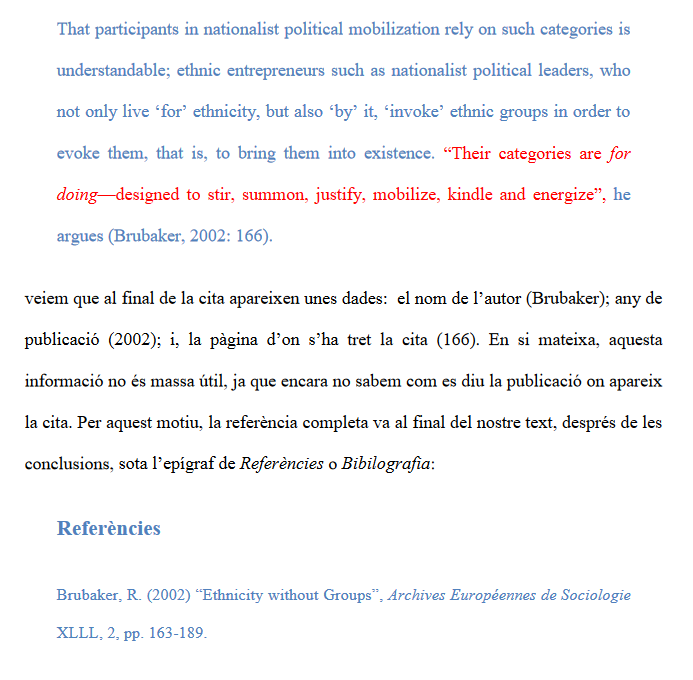 That participants in nationalist political mobilization rely on such categories is
understandable; ethnic entrepreneurs such as nationalist political leaders, who
not only live ‘for’ ethnicity, but also ‘by’ it, ‘invoke’ ethnic groups in order to
evoke them, that is, to bring them into existence. “Their categories are for
doing—designed to stir, summon, justify, mobilize, kindle and energize”, he
argues (Brubaker, 2002: 166).
veiem que al final de la cita apareixen unes dades:  el nom de l’autor (Brubaker); any de
publicació (2002); i, la pàgina d’on s’ha tret la cita (166). En si mateixa, aquesta
informació no és massa útil, ja que encara no sabem com es diu la publicació on apareix
la cita. Per aquest motiu, la referència completa va al final del nostre text, després de les
conclusions, sota l’epígraf de Referències o Bibilografia:
Referències
Brubaker, R. (2002) “Ethnicity without Groups”, Archives Européennes de Sociologie
XLLL, 2, pp. 163-189.